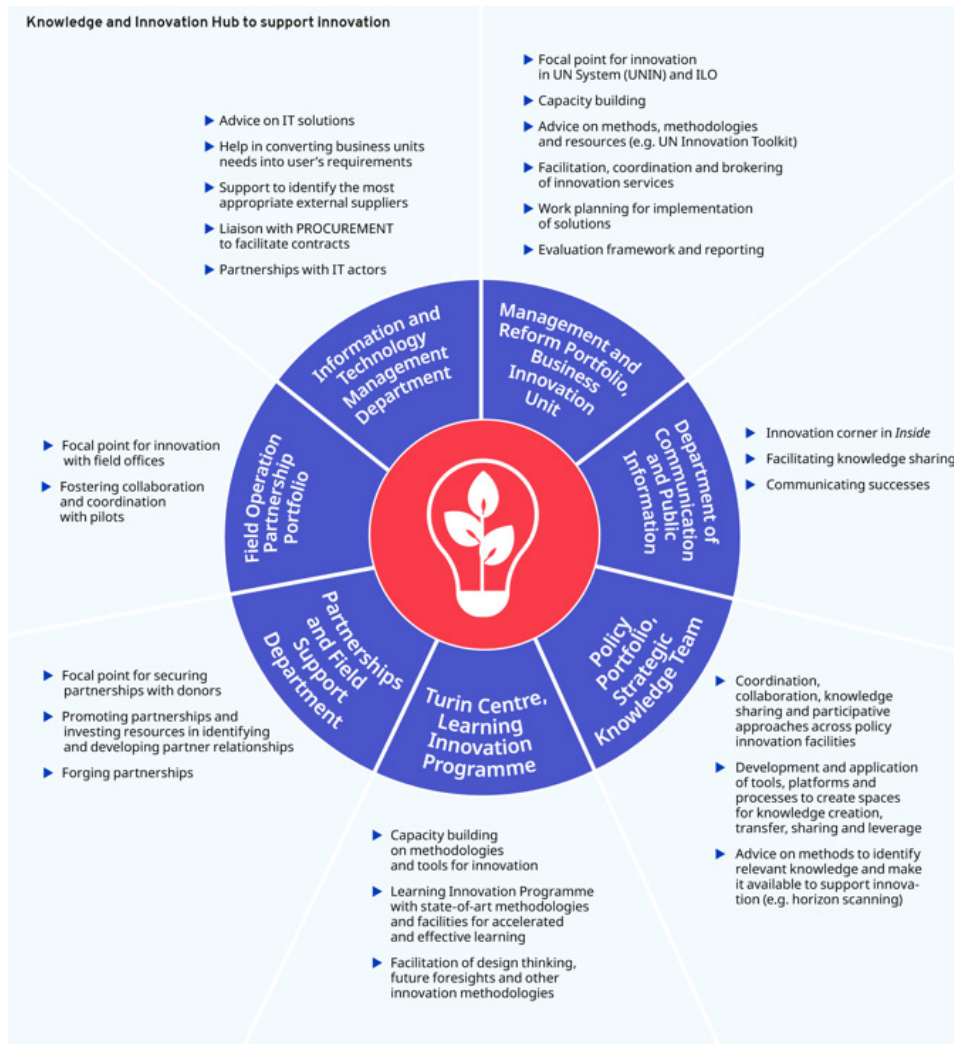 Knowledge and Innovation Hub to support innovation
▶ Focal point for innovation
in UN System (UNIN) and ILO
▶ Capacity building
▶ Advice on methods, methodologies
and resources (e.g. UN Innovation Toolkit)
▶ Facilitation, coordination and brokering
of innovation services
▶ Work planning for implementation
of solutions
▶ Evaluation framework and reporting
▶ Advice on IT solutions
▶ Help in converting business units
needs into user's requirements
▶ Support to identify the most
appropriate external suppliers
▶ Liaison with PROCUREMENT
to facilitate contracts
▶ Partnerships with IT actors
Information and
Technology
Management
Department
Management and
Reform Portfolio,
Business
Innovation
Unit
Department of
Communication
and Public
Information
▶ Innovation corner in Inside
▶ Facilitating knowledge sharing
▶ Communicating successes
▶ Focal point for innovation
with field offices
▶ Fostering collaboration
and coordination
with pilots
Field Operation
Partnership
Portfolio
Partnerships
and Field
Support
Department
Turin Centre,
Learning
Innovation
Programme
Policy
Portfolio,
Strategic
Knowledge Team
▶ Focal point for securing
partnerships with donors
▶ Promoting partnerships and
investing resources in identifying
and developing partner relationships
▶ Forging partnerships
▶ Coordination,
collaboration, knowledge
sharing and participative
approaches across policy
innovation facilities
▶ Development and application
of tools, platforms and
processes to create spaces
for knowledge creation,
transfer, sharing and leverage
▶ Advice on methods to identify
relevant knowledge and make
it available to support innova-
tion (e.g. horizon scanning)
▶ Capacity building
on methodologies
and tools for innovation
▶ Learning Innovation Programme
with state-of-art methodologies
and facilities for accelerated
and effective learning
▶ Facilitation of design thinking,
future foresights and other
innovation methodologies